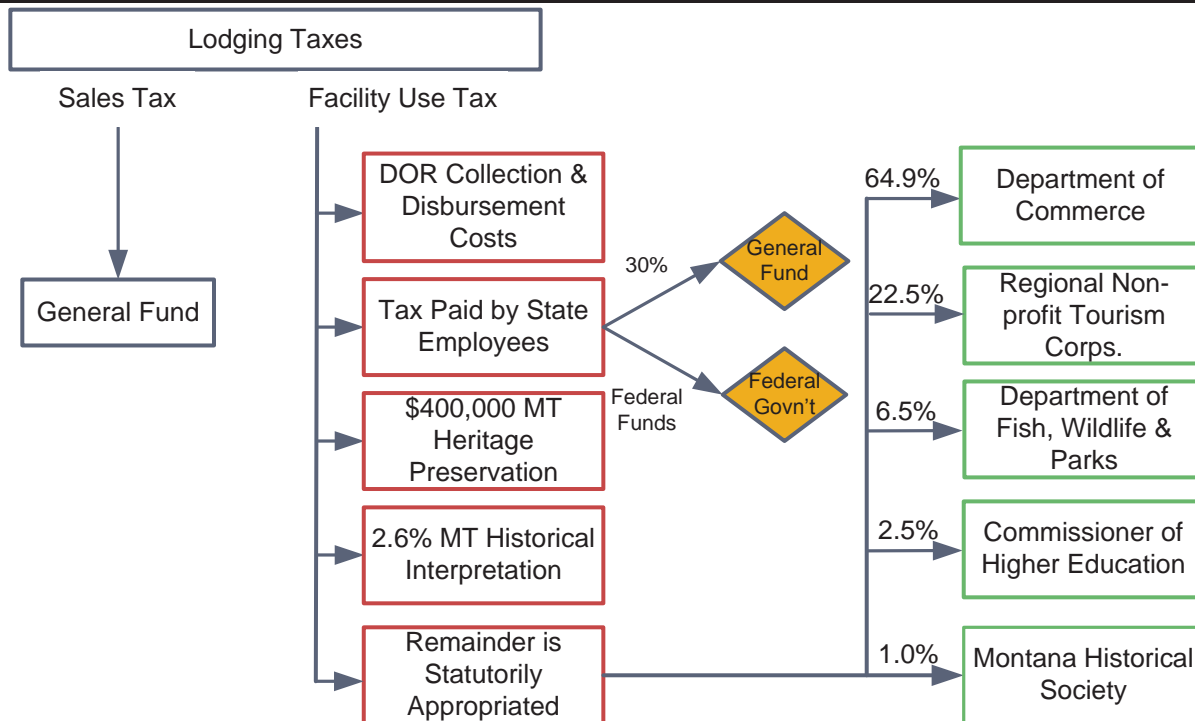 Lodging Taxes
Sales Tax
Facility Use Tax
General Fund
DOR Collection &
Disbursement
Costs
Tax Paid by State
Employees
$400,000 MT
Heritage
Preservation
2.6% MT Historical
Interpretation
Remainder is
Statutorily
Appropriated
30%
General
Fund
Federal
Funds
Federal
Govn't
64.9%
Department of
Commerce
22.5%
Regional Non-
profit Tourism
Corps.
6.5%
Department of
Fish, Wildlife &
Parks
2.5%
Commissioner of
Higher Education
1.0%
Montana Historical
Society